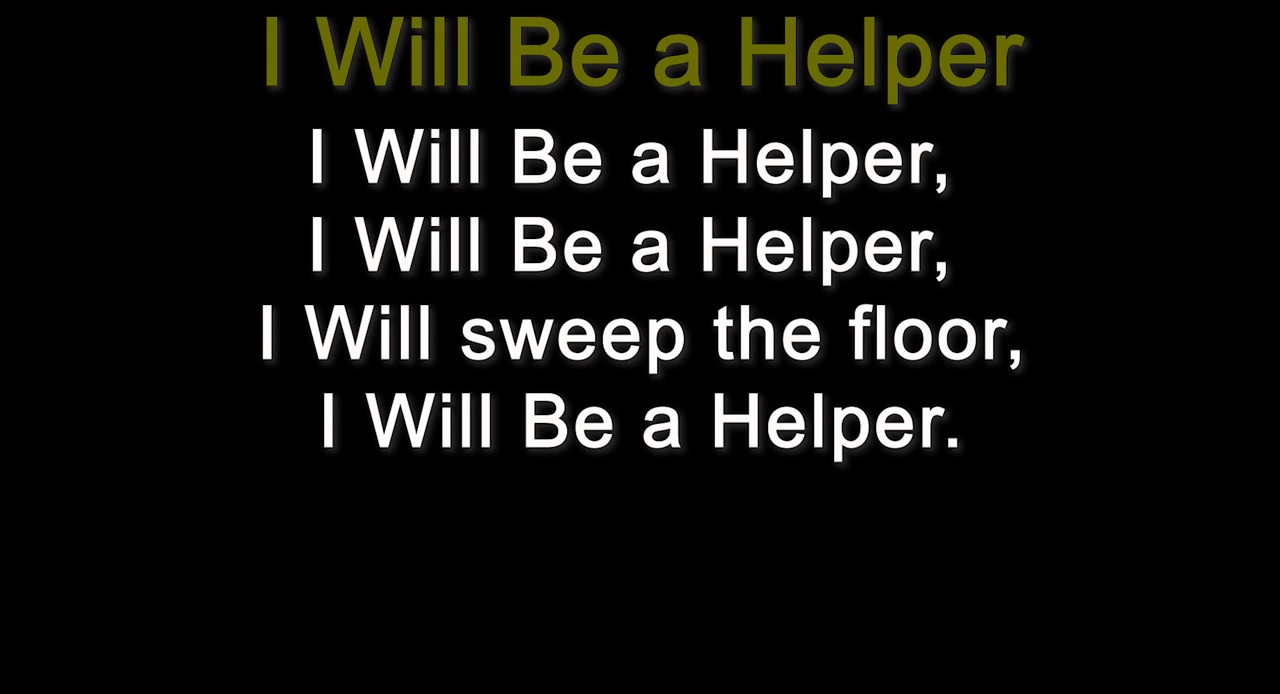 I Will Be a Helper
I Will Be a Helper,
I Will Be a Helper,
I Will sweep the floor,
I Will Be a Helper.